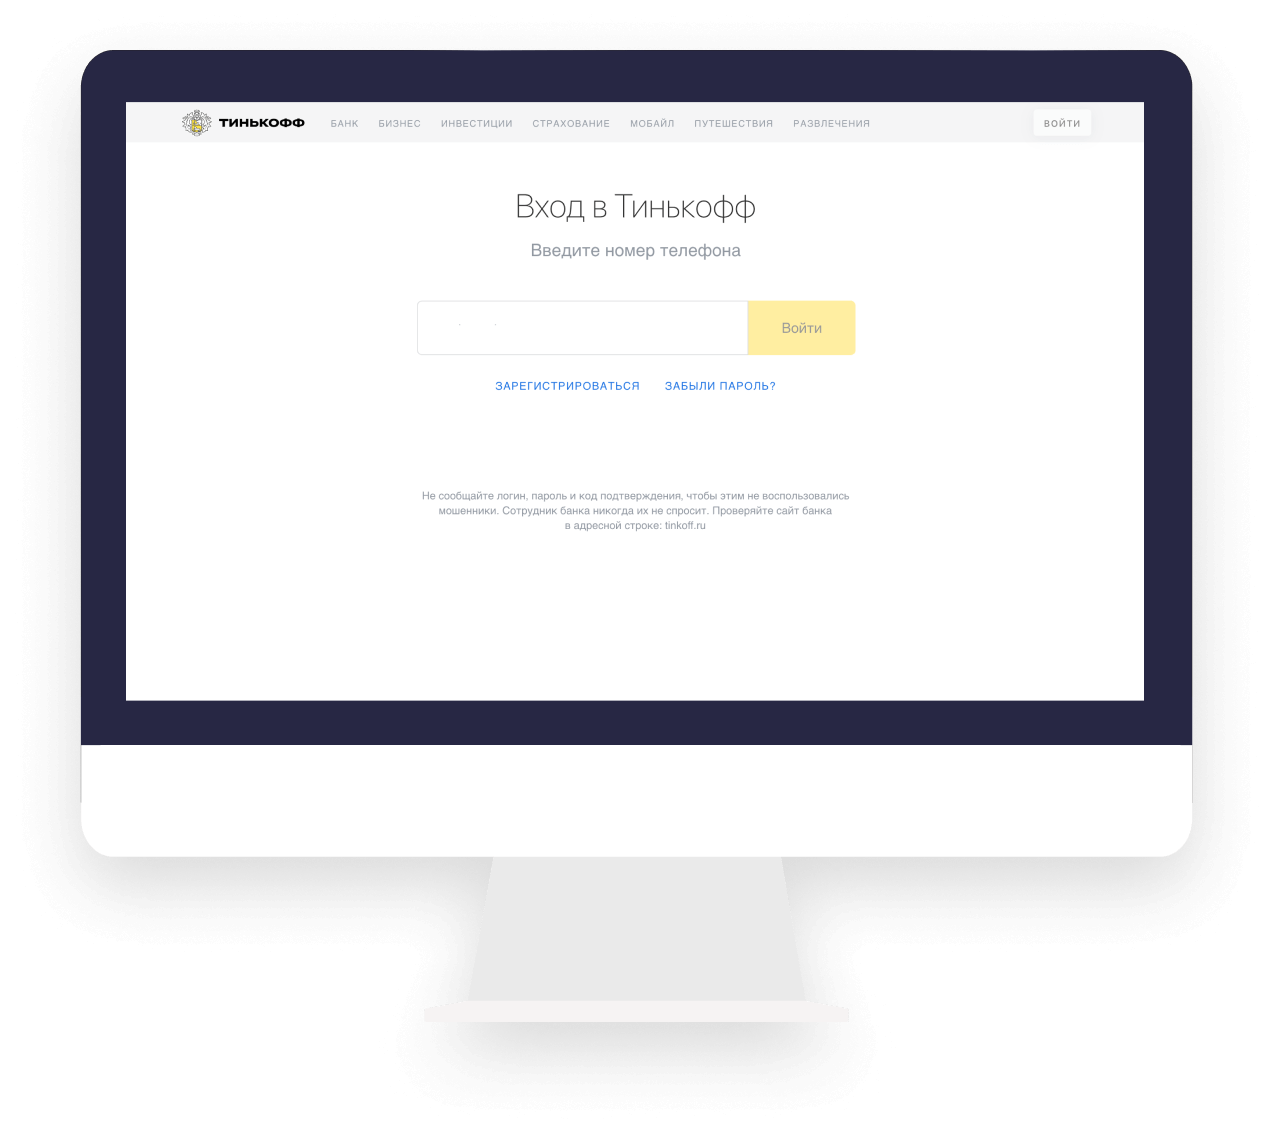 ТИНЬКОФФ БАНК БИЗНЕС ИНВЕСТИЦИИ СТРАХОВАНИЕ МОБАЙЛ ПУТЕШЕСТВИЯ РАЗВЛЕЧЕНИЯ ВОЙТИ
Вход в Тинькофф
Введите номер телефона
Войти
ЗАРЕГИСТРИРОВАТЬСЯ ЗАБЫЛИ ПАРОЛЬ?
Не сообщайте логин, пароль и код подтверждения, чтобы этим не воспользовались
мошенники. Сотрудник банка никогда их не спросит. Проверяйте сайт банка
в адресной строке: tinkoff.ru